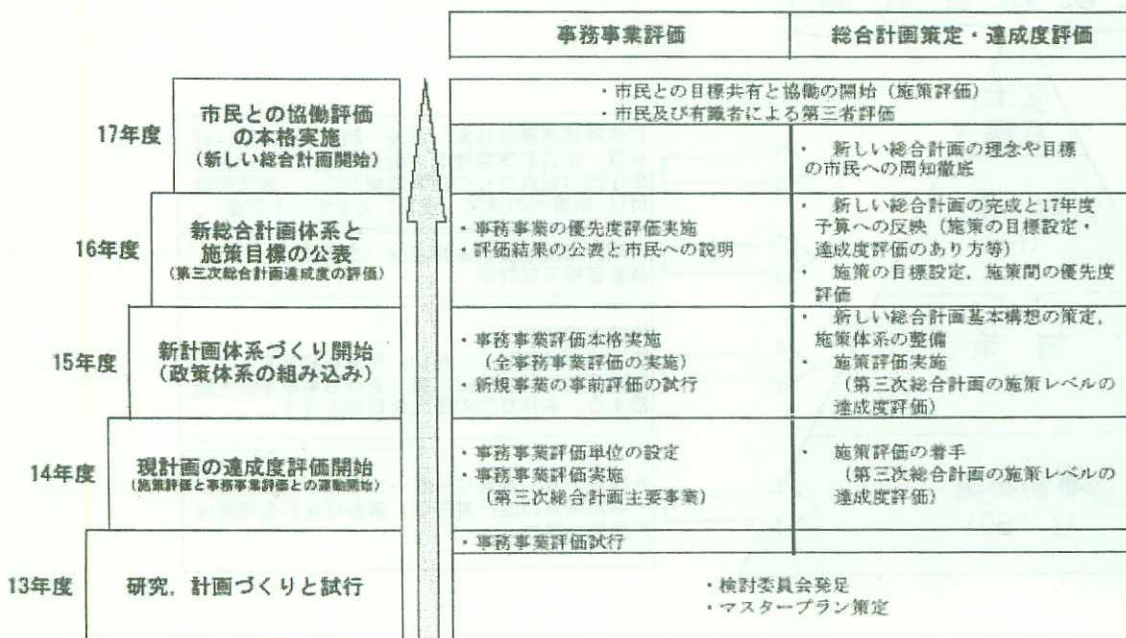 事務事業評価
総合計画策定・達成度評価
17年度
市民との協働評価
の本格実施
(新しい総合計画開始)
・市民との目標共有と協働の開始（施策評価）
・市民及び有識者による第三者評価
・ 新しい総合計画の理念や目標
の市民への周知徹底
16年度
新総合計画体系と
施策目標の公表
(第三次総合計画達成度の評価)
・事務事業の優先度評価実施
・評価結果の公表と市民への説明
・ 新しい総合計画の完成と17年度
予算への反映（施策の目標設定・
達成度評価のあり方等）
・ 施策の目標設定，施策間の優先度
評価
15年度
新計画体系づくり開始
（政策体系の組み込み）
・事務事業評価本格実施
（全事務事業評価の実施）
・新規事業の事前評価の試行
・ 新しい総合計画基本構想の策定，
施策体系の整備
・ 施策評価実施
（第三次総合計画の施策レベルの
達成度評価）
14年度
現計画の達成度評価開始
(施策評価と事務事業評価との連動開始)
・事務事業評価単位の設定
・事務事業評価実施
（第三次総合計画主要事業）
・ 施策評価の着手
（第三次総合計画の施策レベルの
達成度評価）
13年度
研究，計画づくりと試行
・事務事業評価試行
・検討委員会発足
・マスタープラン策定